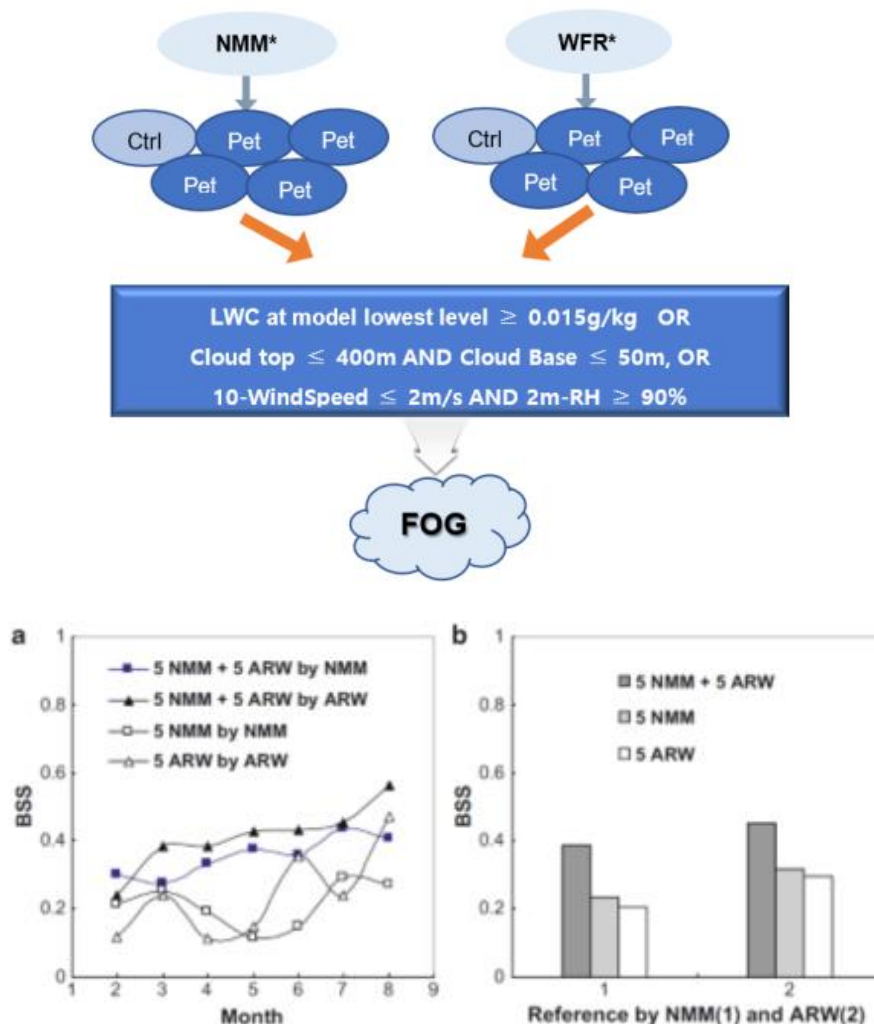 NMM*
WFR*
Ctrl
Pet
Pet
Pet
Pet
Ctrl
Pet
Pet
Pet
Pet
LWC at model lowest level ≥ 0.015g/kg OR
Cloud top ≤ 400m AND Cloud Base ≤ 50m, OR
10-WindSpeed ≤ 2m/s AND 2m-RH ≥ 90%
FOG
a
1
0.8
0.6
0.4
0.2
0
BSS
5 NMM + 5 ARW by NMM
5 NMM + 5 ARW by ARW
5 NMM by NMM
5 ARW by ARW
1 2 3 4 5 6 7 8 9
Month
b
1
0.8
0.6
0.4
0.2
0
BSS
5 NMM + 5 ARW
5 NMM
5 ARW
1 2
Reference by NMM(1) and ARW(2)